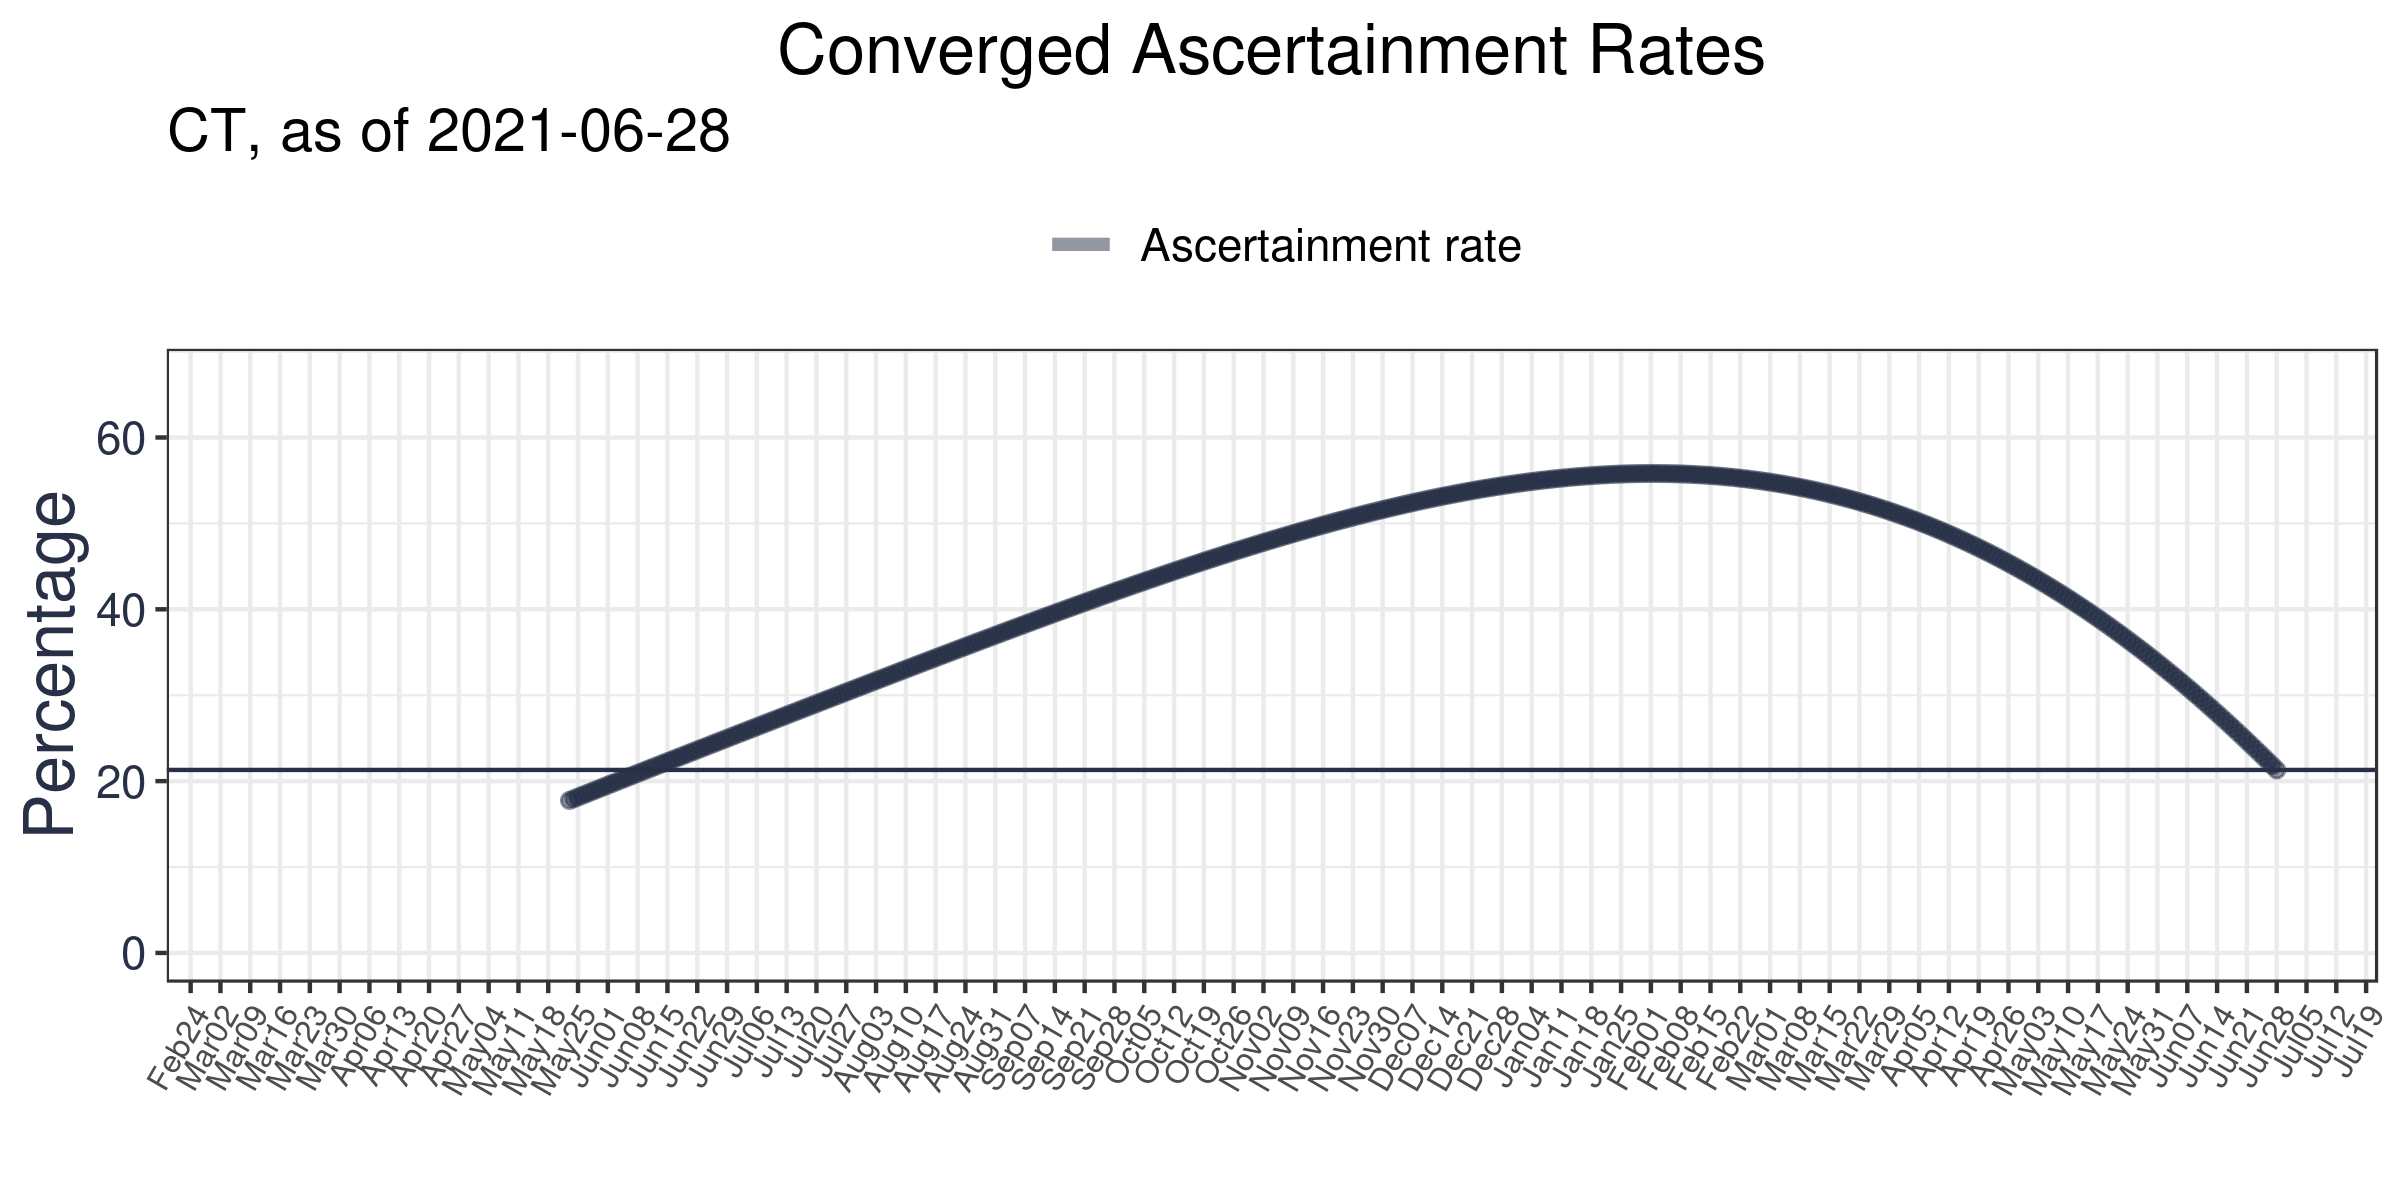 Converged Ascertainment Rates
CT, as of 2021-06-28
Ascertainment rate
Percentage
60
40
20
0
Feb24
Mar02
Mar09
Mar16
Mar23
Mar30
Apr06
Apr13
Apr20
Apr27
May04
May11
May18
May25
Jun01
Jun08
Jun15
Jun22
Jun29
Jul06
Jul13
Jul20
Jul27
Aug03
Aug10
Aug17
Aug24
Aug31
Sep07
Sep14
Sep21
Sep28
Oct05
Oct12
Oct19
Oct26
Nov02
Nov09
Nov16
Nov23
Nov30
Dec07
Dec14
Dec21
Dec28
Jan04
Jan11
Jan18
Jan25
Feb01
Feb08
Feb15
Feb22
Mar01
Mar08
Mar15
Mar22
Mar29
Apr05
Apr12
Apr19
Apr26
May03
May10
May17
May24
May31
Jun07
Jun14
Jun21
Jun28
Jul05
Jul12
Jul19